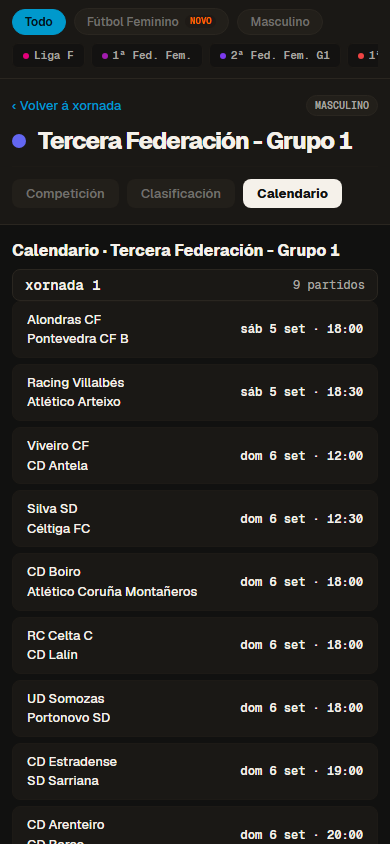 Todo
Fútbol Feminino NOVO
Masculino
Liga F
1ª Fed. Fem.
2ª Fed. Fem. G1
‹ Volver á xornada
MASCULINO
Tercera Federación - Grupo 1
Competición
Clasificación
Calendario
Calendario · Tercera Federación - Grupo 1
xornada 1
9 partidos
Alondras CF
Pontevedra CF B
sáb 5 set · 18:00
Racing Villalbés
Atlético Arteixo
sáb 5 set · 18:30
Viveiro CF
CD Antela
dom 6 set · 12:00
Silva SD
Céltiga FC
dom 6 set · 12:30
CD Boiro
Atlético Coruña Montañeros
dom 6 set · 18:00
RC Celta C
CD Lalín
dom 6 set · 18:00
UD Somozas
Portonovo SD
dom 6 set · 18:00
CD Estradense
SD Sarriana
dom 6 set · 19:00
CD Arenteiro
dom 6 set · 20:00